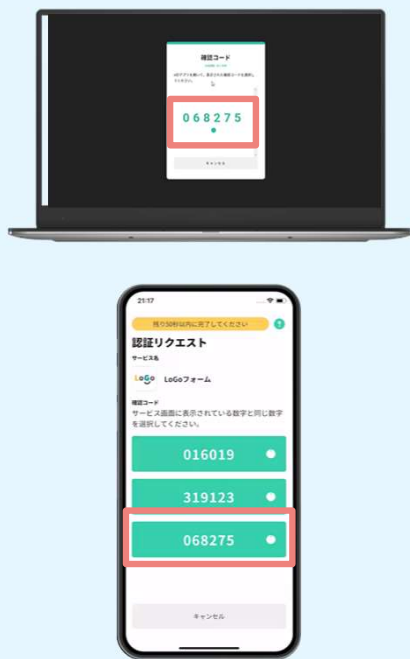 確認コード
068275
キャンセル
21:17
残り50秒以内に完了してください
?
認証リクエスト
サービス名
LoGo LoGoフォーム
確認コード
サービス画面に表示されている数字と同じ数字
を選択してください。
016019
319123
068275
キャンセル